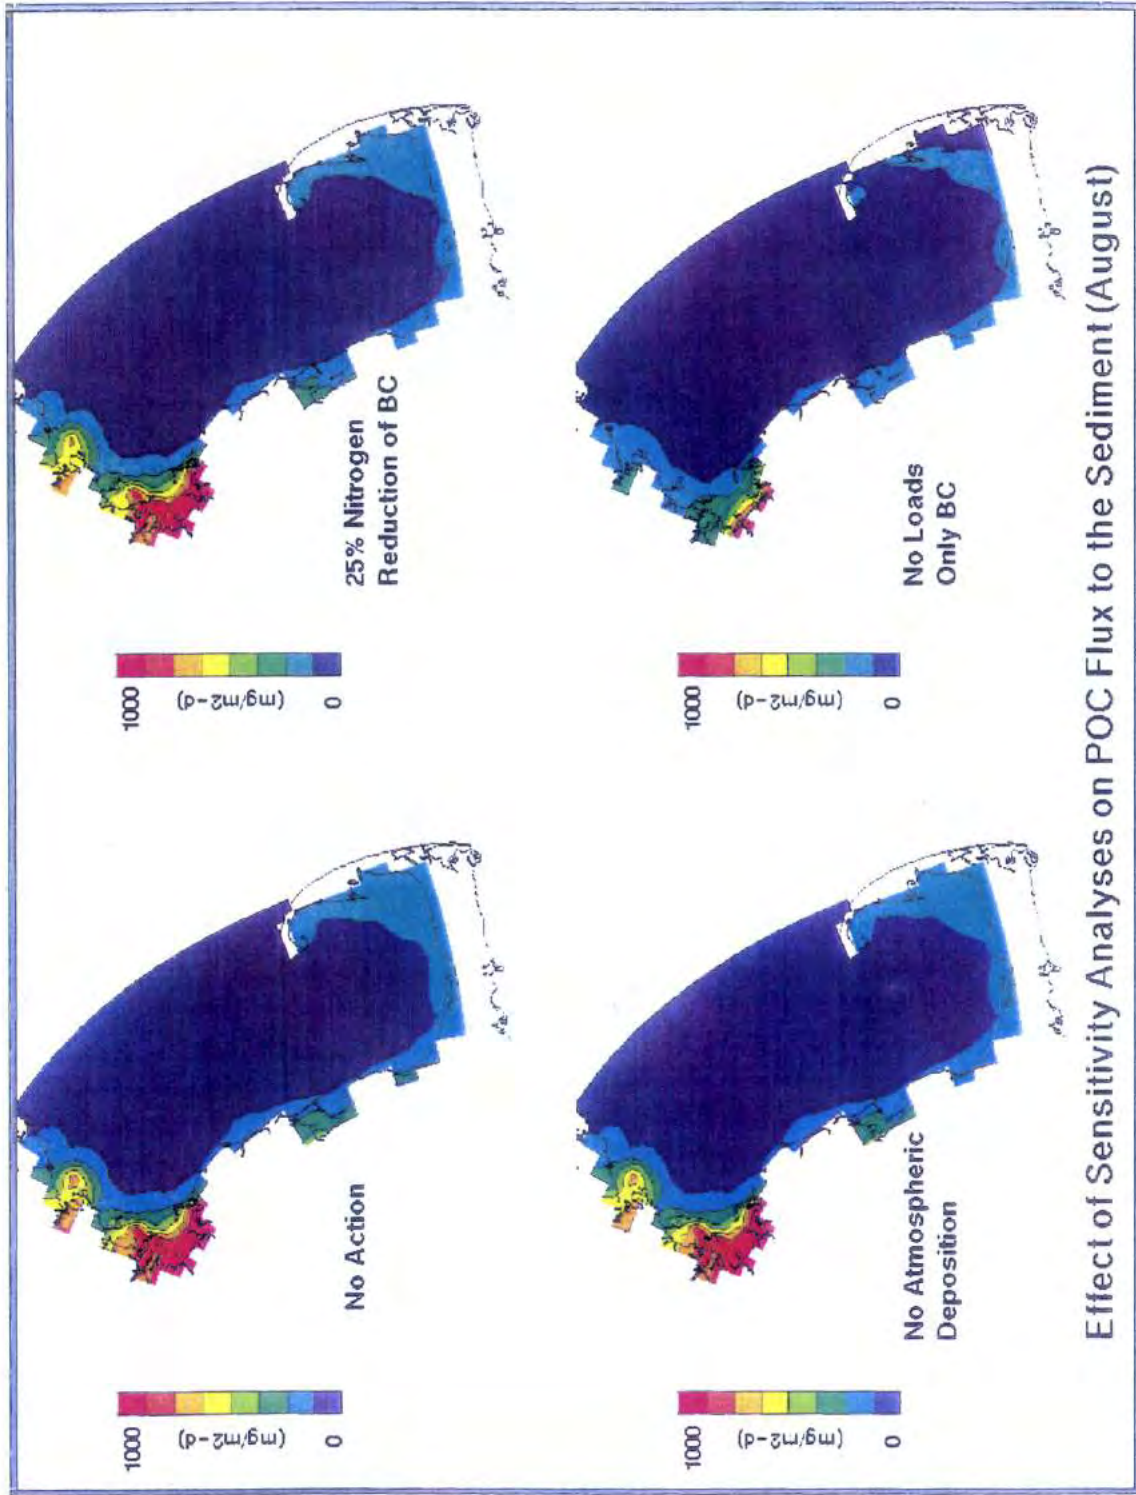 1000
(mg/m2-d)
0
No Action
1000
(mg/m2-d)
0
25% Nitrogen
Reduction of BC
1000
(mg/m2-d)
0
No Atmospheric
Deposition
1000
(mg/m2-d)
0
No Loads
Only BC
Effect of Sensitivity Analyses on POC Flux to the Sediment (August)